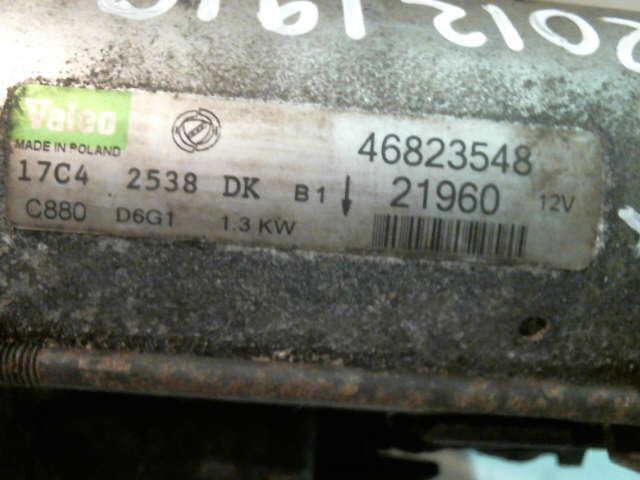 Valeo
MADE IN POLAND
46823548
17C4 2538 DK B1 21960 12V
C880 D6G1 1.3 KW